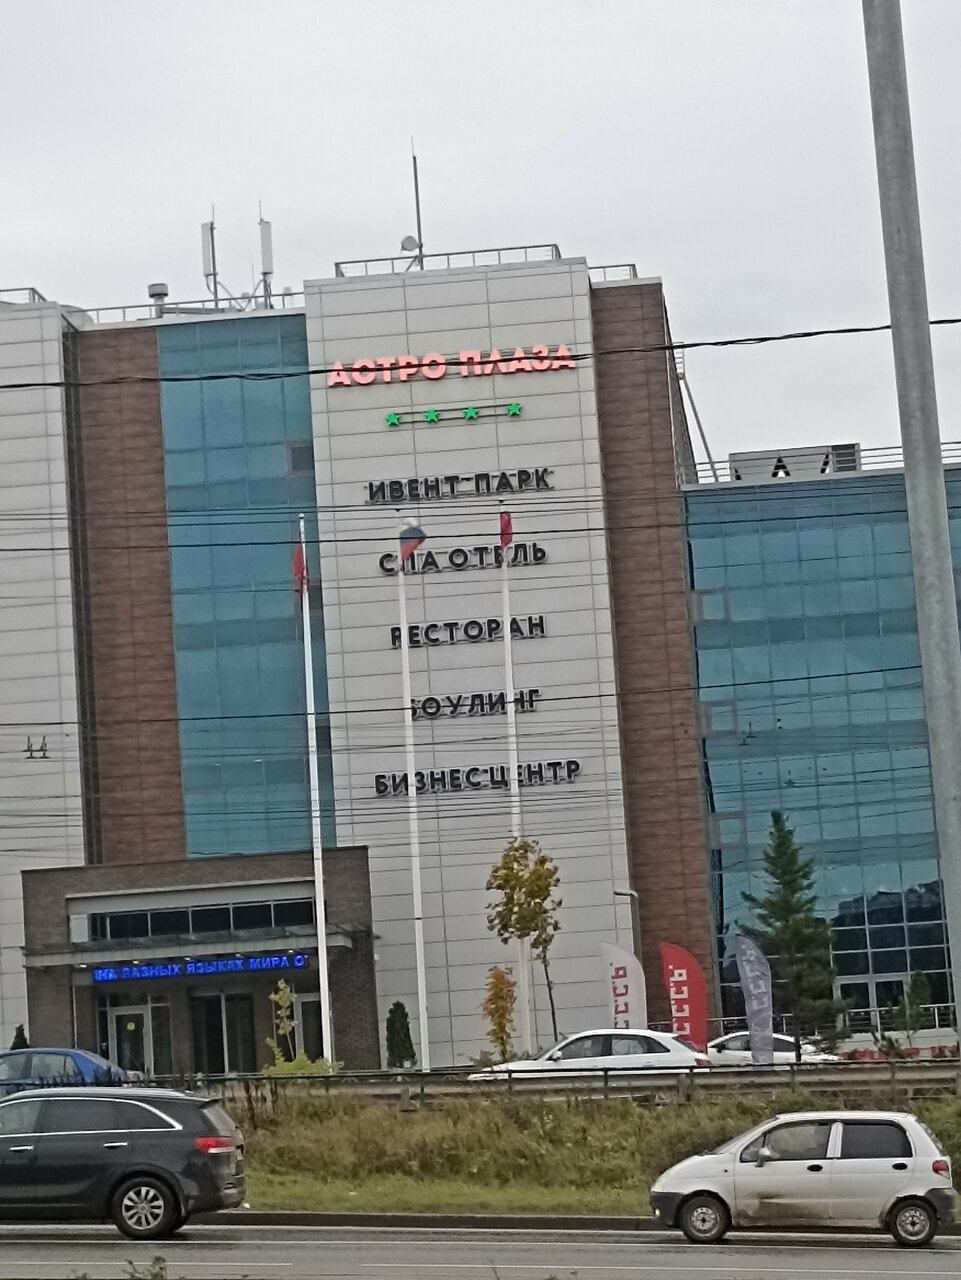 АСТРО ПЛАЗА
ИВЕНТ-ПАРК
СПА ОТЕЛЬ
РЕСТОРАН
БОУЛИНГ
БИЗНЕС-ЦЕНТР
НА РАЗНЫХ ЯЗЫКАХ МИРА